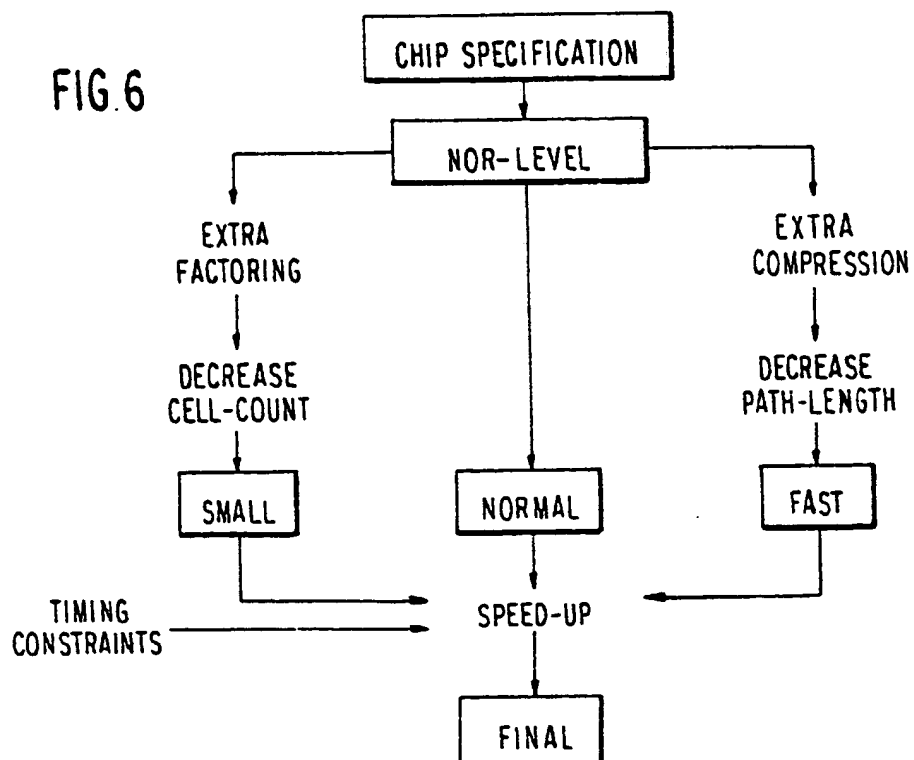 CHIP SPECIFICATION
FIG.6
NOR-LEVEL
EXTRA
FACTORING
EXTRA
COMPRESSION
DECREASE
CELL-COUNT
DECREASE
PATH-LENGTH
SMALL
NORMAL
FAST
TIMING
CONSTRAINTS
SPEED-UP
FINAL